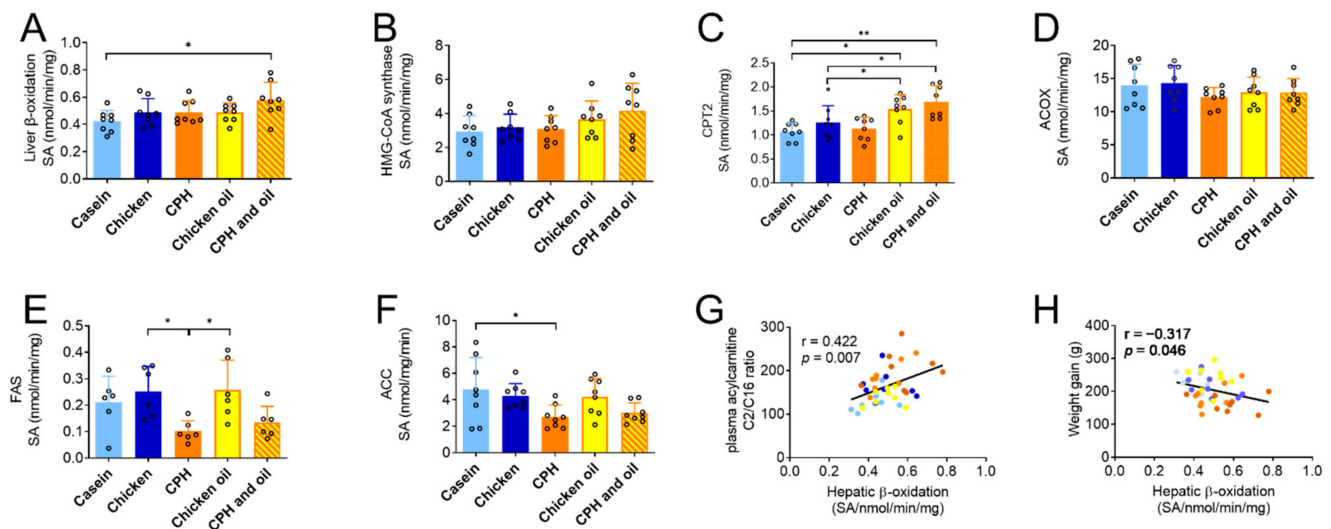 A
Liver β-oxidation
SA (nmol/min/mg)
1.0
0.8
0.6
0.4
0.2
0.0
*
Casein
Chicken
CPH
Chicken oil
CPH and oil
B
HMG-CoA synthase
SA (nmol/min/mg)
8
6
4
2
0
Casein
Chicken
CPH
Chicken oil
CPH and oil
C
CPT2
SA (nmol/min/mg)
2.5
2.0
1.5
1.0
0.5
0.0
**
*
*
*
Casein
Chicken
CPH
Chicken oil
CPH and oil
D
ACOX
SA (nmol/min/mg)
20
15
10
5
0
Casein
Chicken
CPH
Chicken oil
CPH and oil
E
FAS
SA (nmol/min/mg)
0.5
0.4
0.3
0.2
0.1
0.0
*
*
Casein
Chicken
CPH
Chicken oil
CPH and oil
F
ACC
SA (nmol/mg/min)
10
8
6
4
2
0
*
Casein
Chicken
CPH
Chicken oil
CPH and oil
G
plasma acylcarnitine
C2/C16 ratio
300
200
100
0
r = 0.422
p = 0.007
0.0
0.2
0.4
0.6
0.8
1.0
Hepatic β-oxidation
(SA/nmol/min/mg)
H
Weight gain (g)
400
300
200
100
0
r = −0.317
p = 0.046
0.0
0.2
0.4
0.6
0.8
1.0
Hepatic β-oxidation
(SA/nmol/min/mg)